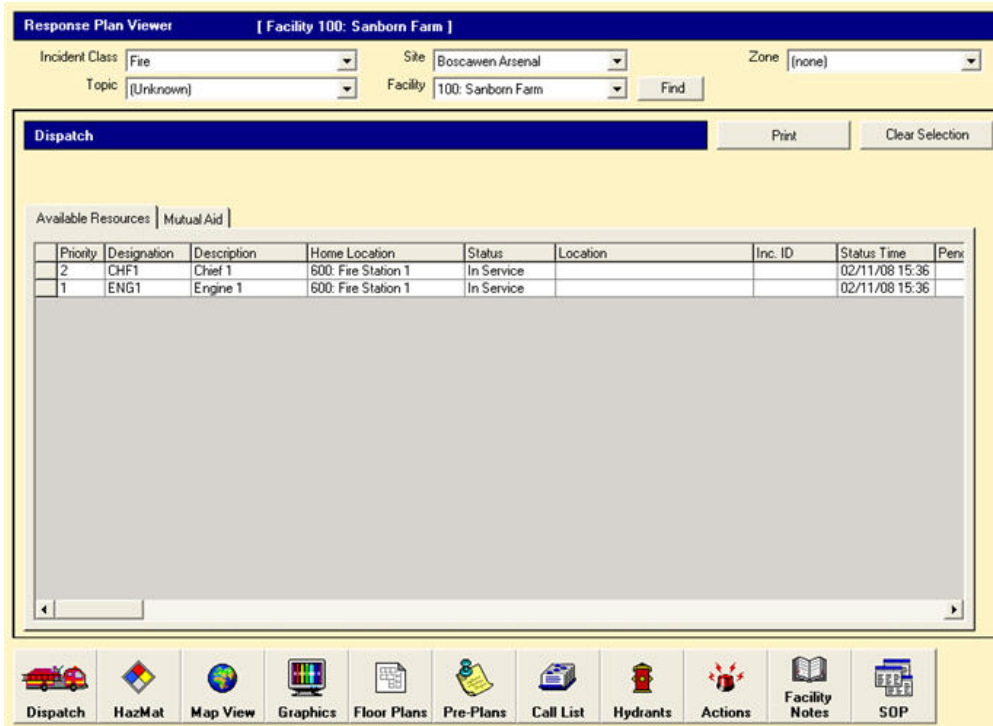 Response Plan Viewer [ Facility 100: Sanborn Farm ]
Incident Class Fire Site Boscawen Arsenal Zone (none)
Topic (Unknown) Facility 100: Sanborn Farm Find
Dispatch Print Clear Selection
Available Resources Mutual Aid
Priority Designation Description Home Location Status Location Inc. ID Status Time Pend
2 CHF1 Chief 1 600: Fire Station 1 In Service 02/11/08 15:36
1 ENG1 Engine 1 600: Fire Station 1 In Service 02/11/08 15:36
Dispatch HazMat Map View Graphics Floor Plans Pre-Plans Call List Hydrants Actions Facility Notes SOP